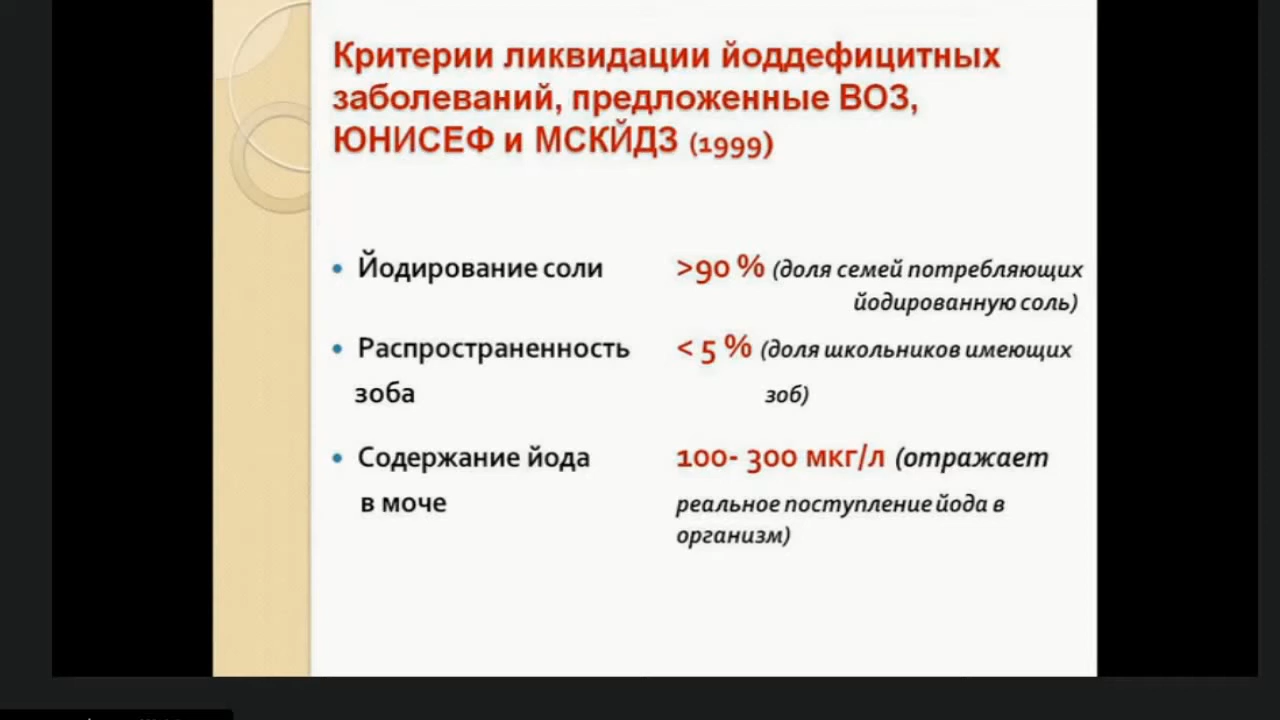 Критерии ликвидации йоддефицитных
заболеваний, предложенные ВОЗ,
ЮНИСЕФ и МСКЙДЗ (1999)
• Йодирование соли >90 % (доля семей потребляющих
йодированную соль)
• Распространенность < 5 % (доля школьников имеющих
зоба зоб)
• Содержание йода 100- 300 мкг/л (отражает
в моче реальное поступление йода в
организм)